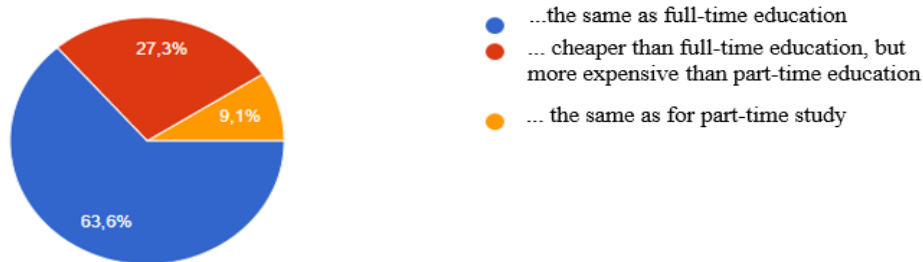 27,3%
9,1%
63,6%
...the same as full-time education
... cheaper than full-time education, but
more expensive than part-time education
... the same as for part-time study